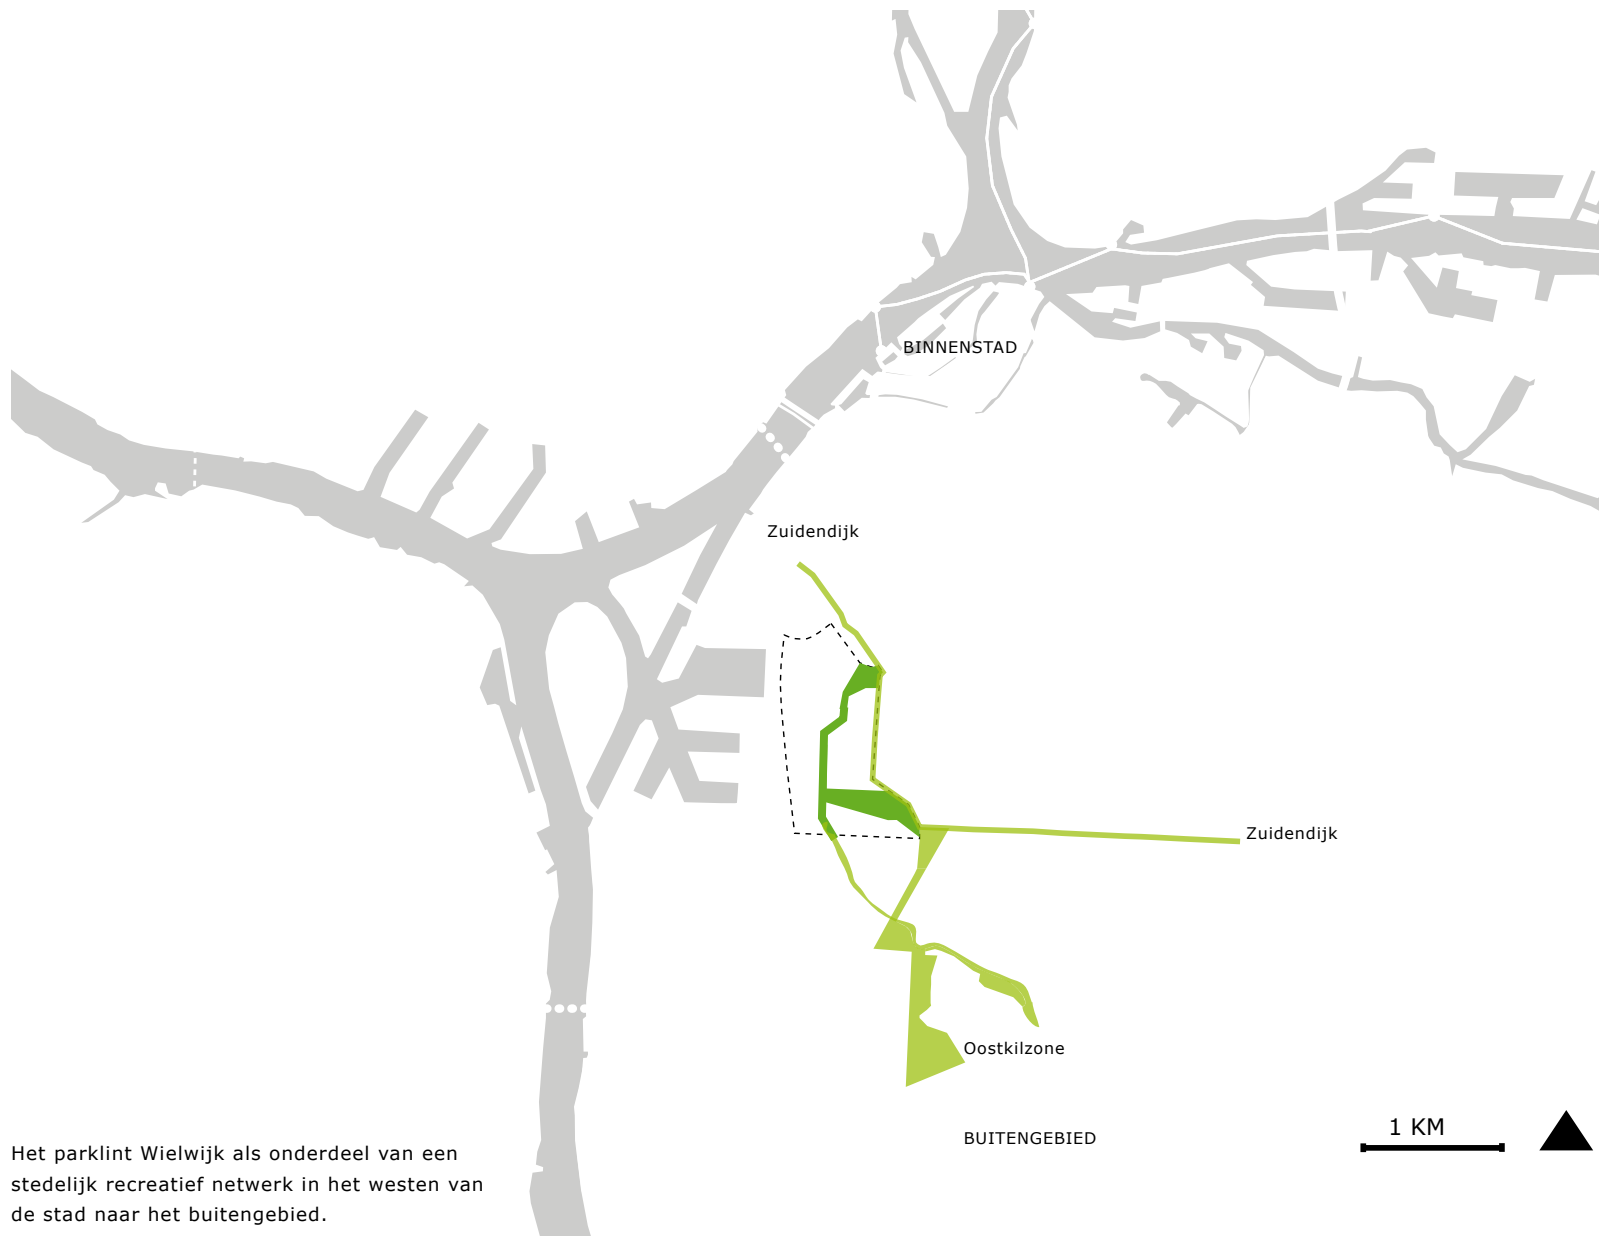 BINNENSTAD
Zuidendijk
Zuidendijk
Oostkilzone
BUITENGEBIED
1 KM
Het parklint Wielwijk als onderdeel van een
stedelijk recreatief netwerk in het westen van
de stad naar het buitengebied.